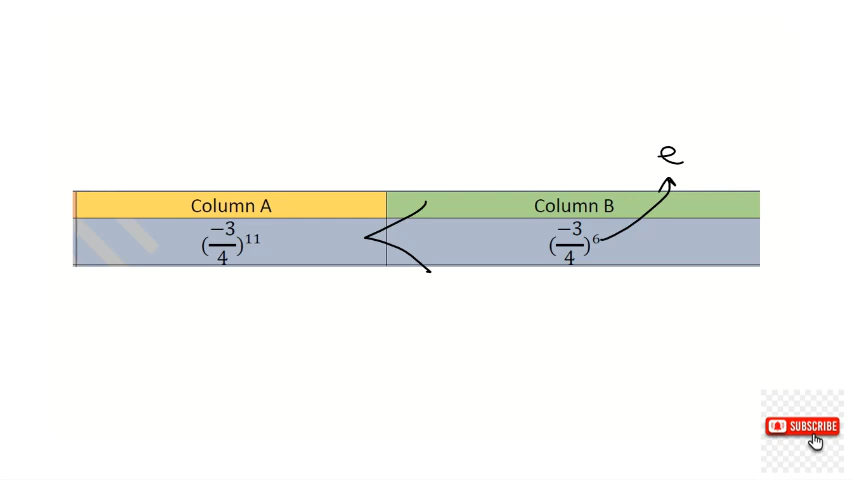 e
Column A Column B
(-3/4)^11 < (-3/4)^6
SUBSCRIBE